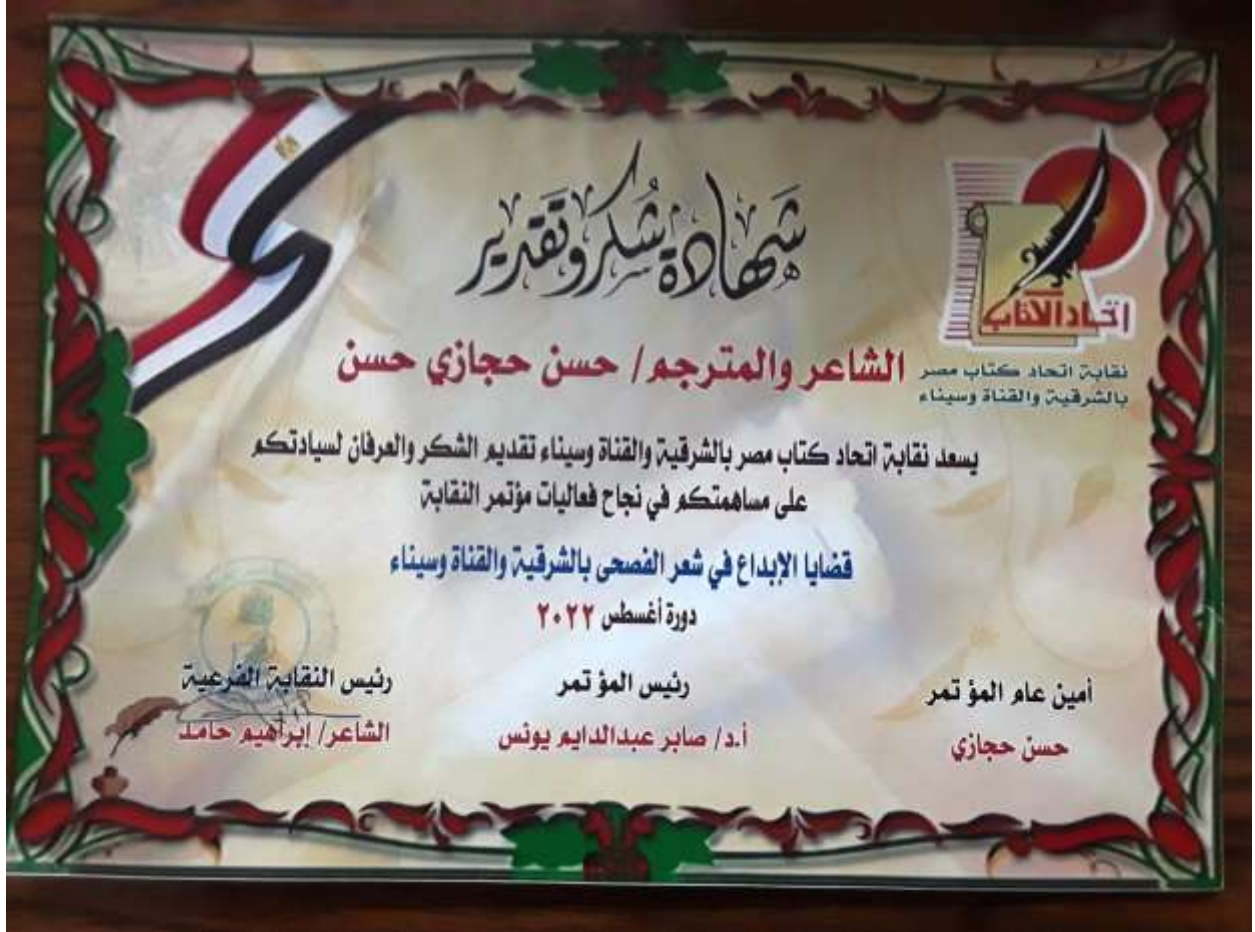 شهادة شكر وتقدير
اتحاد الكتاب
نقابة اتحاد كتاب مصر
بالشرقية والقناة وسيناء
الشاعر والمترجم/ حسن حجازي حسن
يسعد نقابة اتحاد كتاب مصر بالشرقية والقناة وسيناء تقديم الشكر والعرفان لسيادتكم
على مساهمتكم في نجاح فعاليات مؤتمر النقابة
قضايا الإبداع في شعر الفصحى بالشرقية والقناة وسيناء
دورة أغسطس ٢٠٢٢
أمين عام المؤتمر
حسن حجازي
رئيس المؤتمر
أ.د/ صابر عبدالدايم يونس
رئيس النقابة الفرعية
الشاعر/ إبراهيم حامد